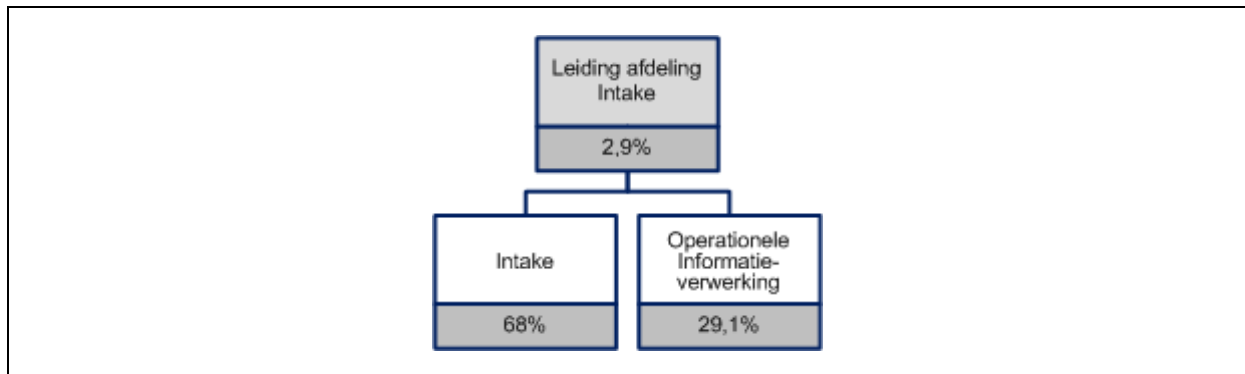 Leiding afdeling
Intake
2,9%
Intake
68%
Operationele
Informatie-
verwerking
29,1%